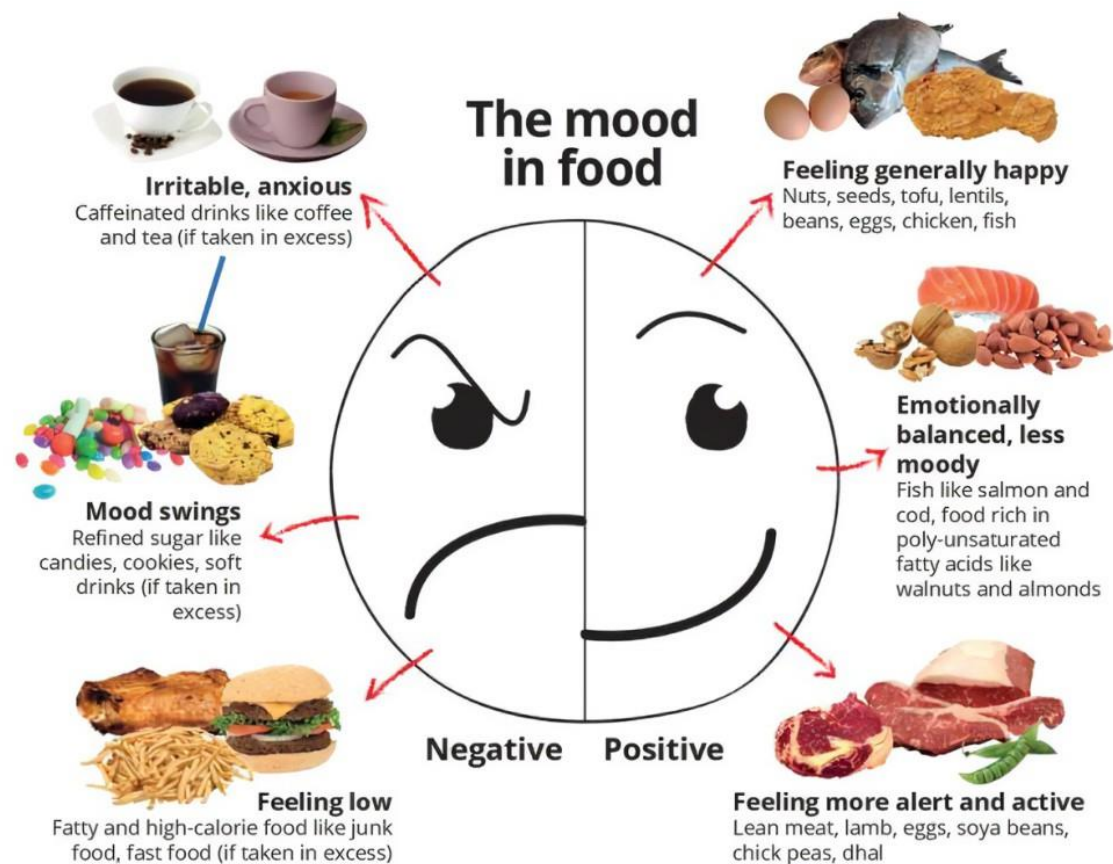 The mood
in food
Irritable, anxious
Caffeinated drinks like coffee
and tea (if taken in excess)
Mood swings
Refined sugar like
candies, cookies, soft
drinks (if taken in
excess)
Feeling low
Fatty and high-calorie food like junk
food, fast food (if taken in excess)
Negative
Positive
Feeling generally happy
Nuts, seeds, tofu, lentils,
beans, eggs, chicken, fish
Emotionally
balanced, less
moody
Fish like salmon and
cod, food rich in
poly-unsaturated
fatty acids like
walnuts and almonds
Feeling more alert and active
Lean meat, lamb, eggs, soya beans,
chick peas, dhal